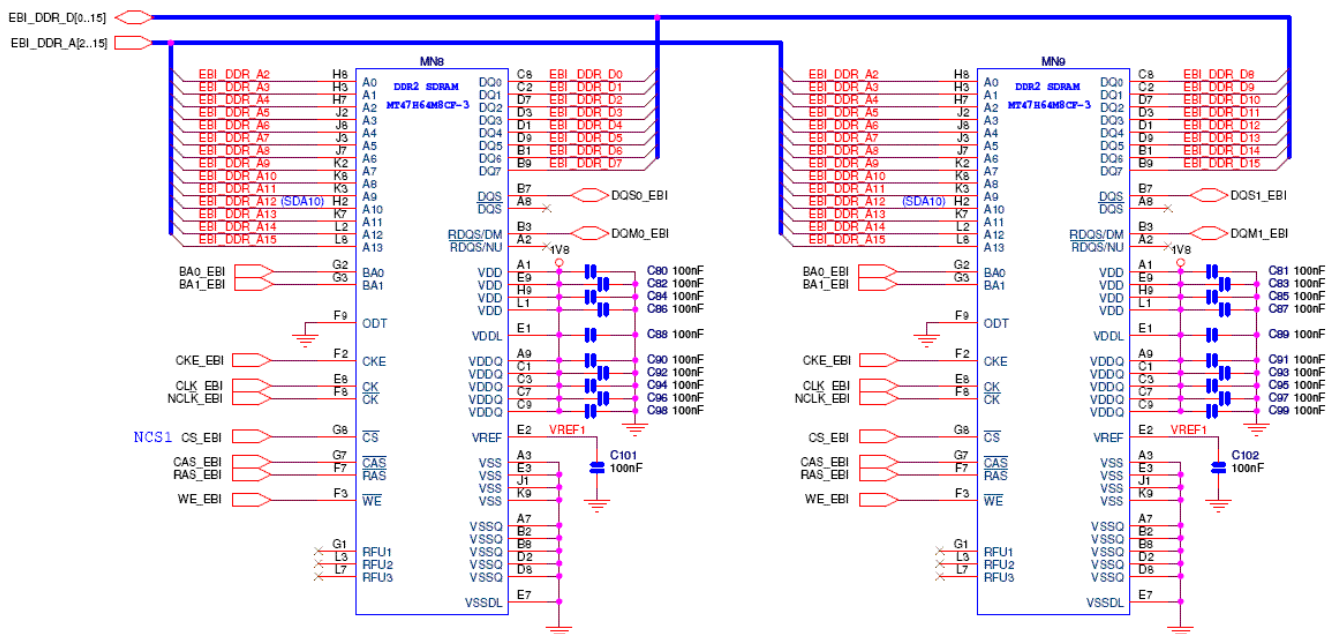 EBI_DDR_D[0..15]
EBI_DDR_A[2..15]
MN8
DDR2 SDRAM
MT47H64M8CF-3
EBI_DDR_A2 H8 A0
EBI_DDR_A3 H3 A1
EBI_DDR_A4 H7 A2
EBI_DDR_A5 J2 A3
EBI_DDR_A6 J8 A4
EBI_DDR_A7 J3 A5
EBI_DDR_A8 J7 A6
EBI_DDR_A9 K2 A7
EBI_DDR_A10 K8 A8
EBI_DDR_A11 K3 A9
EBI_DDR_A12 (SDA10) H2 A10
EBI_DDR_A13 K7 A11
EBI_DDR_A14 L2 A12
EBI_DDR_A15 L8 A13
BA0_EBI G2 BA0
BA1_EBI G3 BA1
F9 ODT
CKE_EBI F2 CKE
CLK_EBI E8 CK
NCLK_EBI F8 CK
NCS1 CS_EBI G8 CS
CAS_EBI G7 CAS
RAS_EBI F7 RAS
WE_EBI F3 WE
G1 RFU1
L3 RFU2
L7 RFU3
DQ0 C8 EBI_DDR_D0
DQ1 C2 EBI_DDR_D1
DQ2 D7 EBI_DDR_D2
DQ3 D3 EBI_DDR_D3
DQ4 D1 EBI_DDR_D4
DQ5 D9 EBI_DDR_D5
DQ6 B1 EBI_DDR_D6
DQ7 B9 EBI_DDR_D7
DQS B7 DQS0_EBI
DQS A8
RDQS/DM B3 DQM0_EBI
RDQS/NU A2
1V8
VDD A1 C80 100nF
VDD E9 C82 100nF
VDD H9 C84 100nF
VDD L1 C86 100nF
VDDL E1 C88 100nF
VDDQ A9 C90 100nF
VDDQ C1 C92 100nF
VDDQ C3 C94 100nF
VDDQ C7 C96 100nF
VDDQ C9 C98 100nF
VREF E2 VREF1
C101
100nF
VSS A3
VSS E3
VSS J1
VSS K9
VSSQ A7
VSSQ B2
VSSQ B8
VSSQ D2
VSSQ D8
VSSDL E7
MN9
DDR2 SDRAM
MT47H64M8CF-3
EBI_DDR_A2 H8 A0
EBI_DDR_A3 H3 A1
EBI_DDR_A4 H7 A2
EBI_DDR_A5 J2 A3
EBI_DDR_A6 J8 A4
EBI_DDR_A7 J3 A5
EBI_DDR_A8 J7 A6
EBI_DDR_A9 K2 A7
EBI_DDR_A10 K8 A8
EBI_DDR_A11 K3 A9
EBI_DDR_A12 (SDA10) H2 A10
EBI_DDR_A13 K7 A11
EBI_DDR_A14 L2 A12
EBI_DDR_A15 L8 A13
BA0_EBI G2 BA0
BA1_EBI G3 BA1
F9 ODT
CKE_EBI F2 CKE
CLK_EBI E8 CK
NCLK_EBI F8 CK
CS_EBI G8 CS
CAS_EBI G7 CAS
RAS_EBI F7 RAS
WE_EBI F3 WE
G1 RFU1
L3 RFU2
L7 RFU3
DQ0 C8 EBI_DDR_D8
DQ1 C2 EBI_DDR_D9
DQ2 D7 EBI_DDR_D10
DQ3 D3 EBI_DDR_D11
DQ4 D1 EBI_DDR_D12
DQ5 D9 EBI_DDR_D13
DQ6 B1 EBI_DDR_D14
DQ7 B9 EBI_DDR_D15
DQS B7 DQS1_EBI
DQS A8
RDQS/DM B3 DQM1_EBI
RDQS/NU A2
1V8
VDD A1 C81 100nF
VDD E9 C83 100nF
VDD H9 C85 100nF
VDD L1 C87 100nF
VDDL E1 C89 100nF
VDDQ A9 C91 100nF
VDDQ C1 C93 100nF
VDDQ C3 C95 100nF
VDDQ C7 C97 100nF
VDDQ C9 C99 100nF
VREF E2 VREF1
C102
100nF
VSS A3
VSS E3
VSS J1
VSS K9
VSSQ A7
VSSQ B2
VSSQ B8
VSSQ D2
VSSQ D8
VSSDL E7